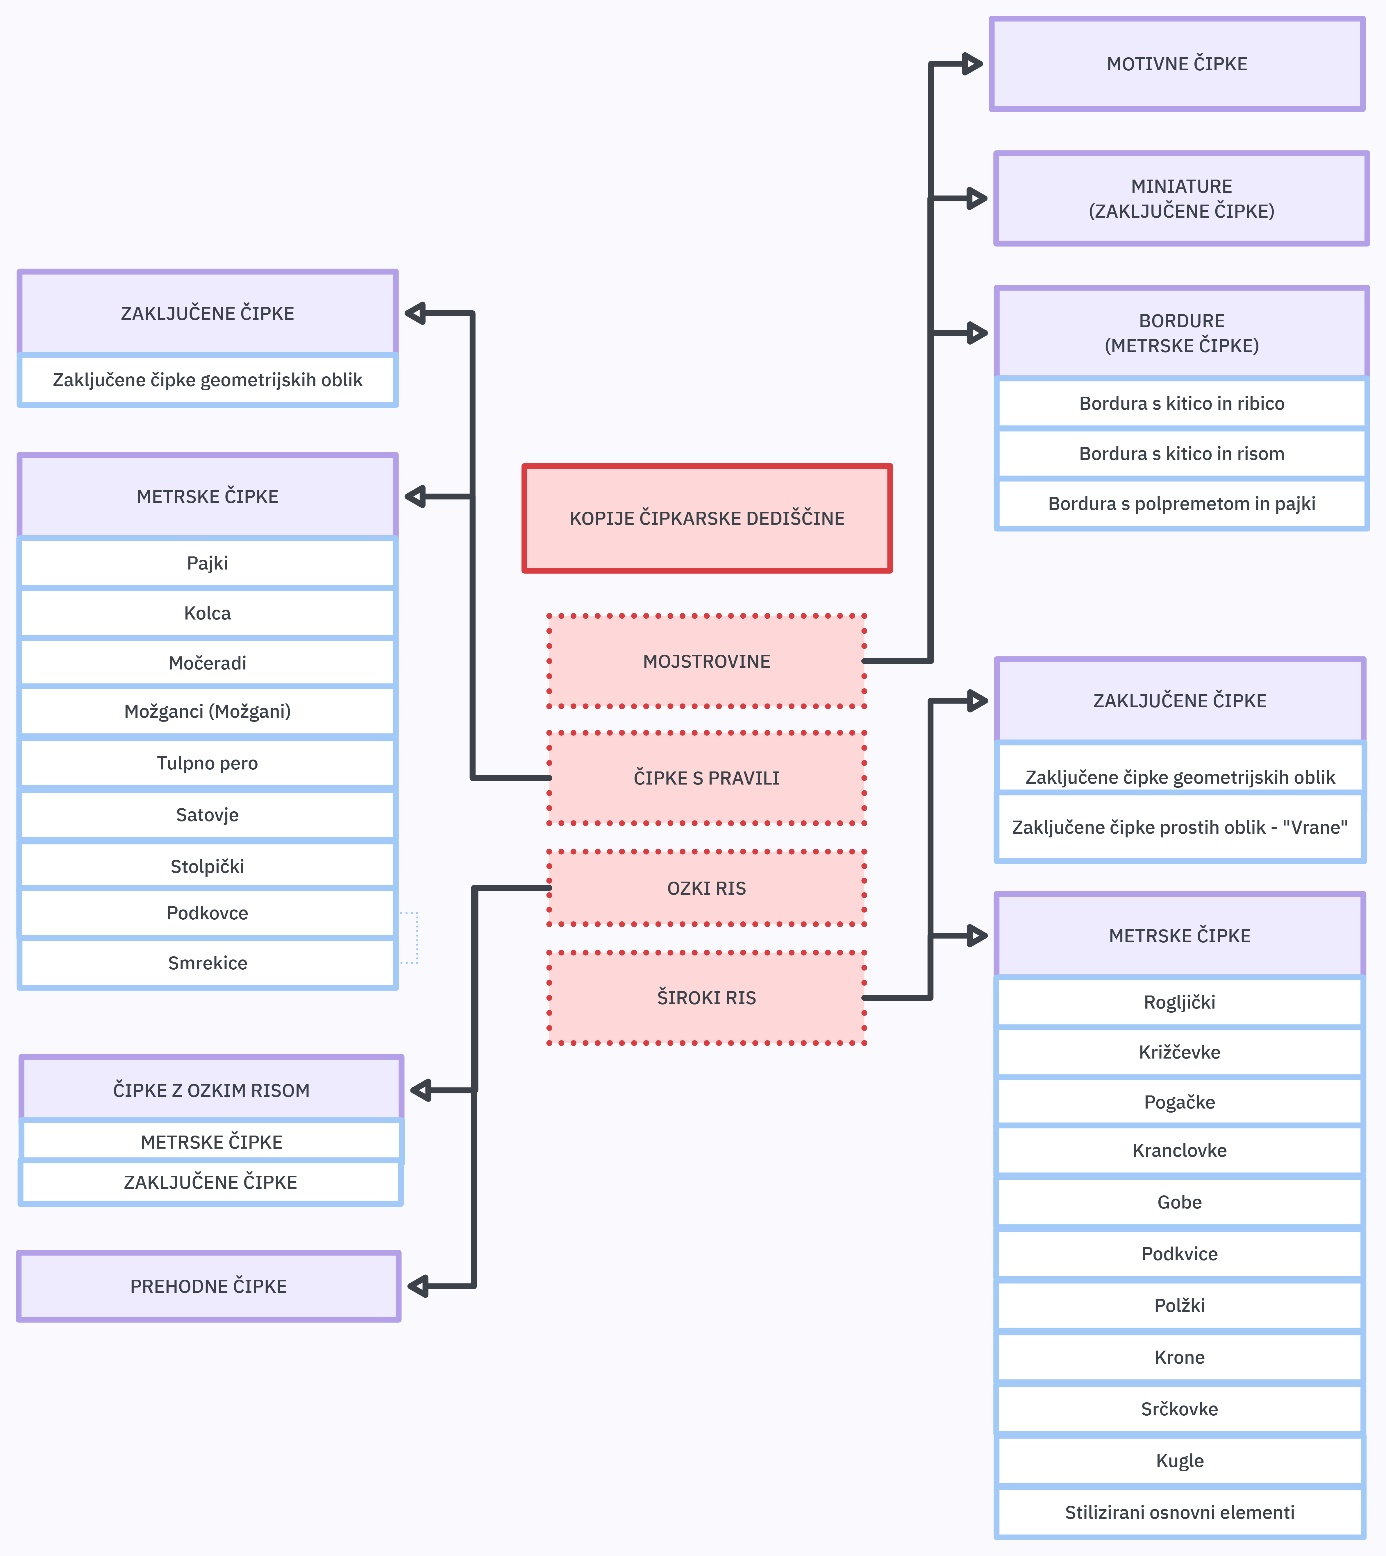 MOTIVNE ČIPKE
MINIATURE
(ZAKLJUČENE ČIPKE)
BORDURE
(METRSKE ČIPKE)
Bordura s kitico in ribico
Bordura s kitico in risom
Bordura s polpremetom in pajki
ZAKLJUČENE ČIPKE
Zaključene čipke geometrijskih oblik
METRSKE ČIPKE
Pajki
Kolca
Močeradi
Možganci (Možgani)
Tulpno pero
Satovje
Stolpički
Podkovce
Smrekice
ČIPKE Z OZKIM RISOM
METRSKE ČIPKE
ZAKLJUČENE ČIPKE
PREHODNE ČIPKE
KOPIJE ČIPKARSKE DEDIŠČINE
MOJSTROVINE
ČIPKE S PRAVILI
OZKI RIS
ŠIROKI RIS
ZAKLJUČENE ČIPKE
Zaključene čipke geometrijskih oblik
Zaključene čipke prostih oblik - "Vrane"
METRSKE ČIPKE
Rogljički
Križčevke
Pogačke
Kranclovke
Gobe
Podkvice
Polžki
Krone
Srčkovke
Kugle
Stilizirani osnovni elementi